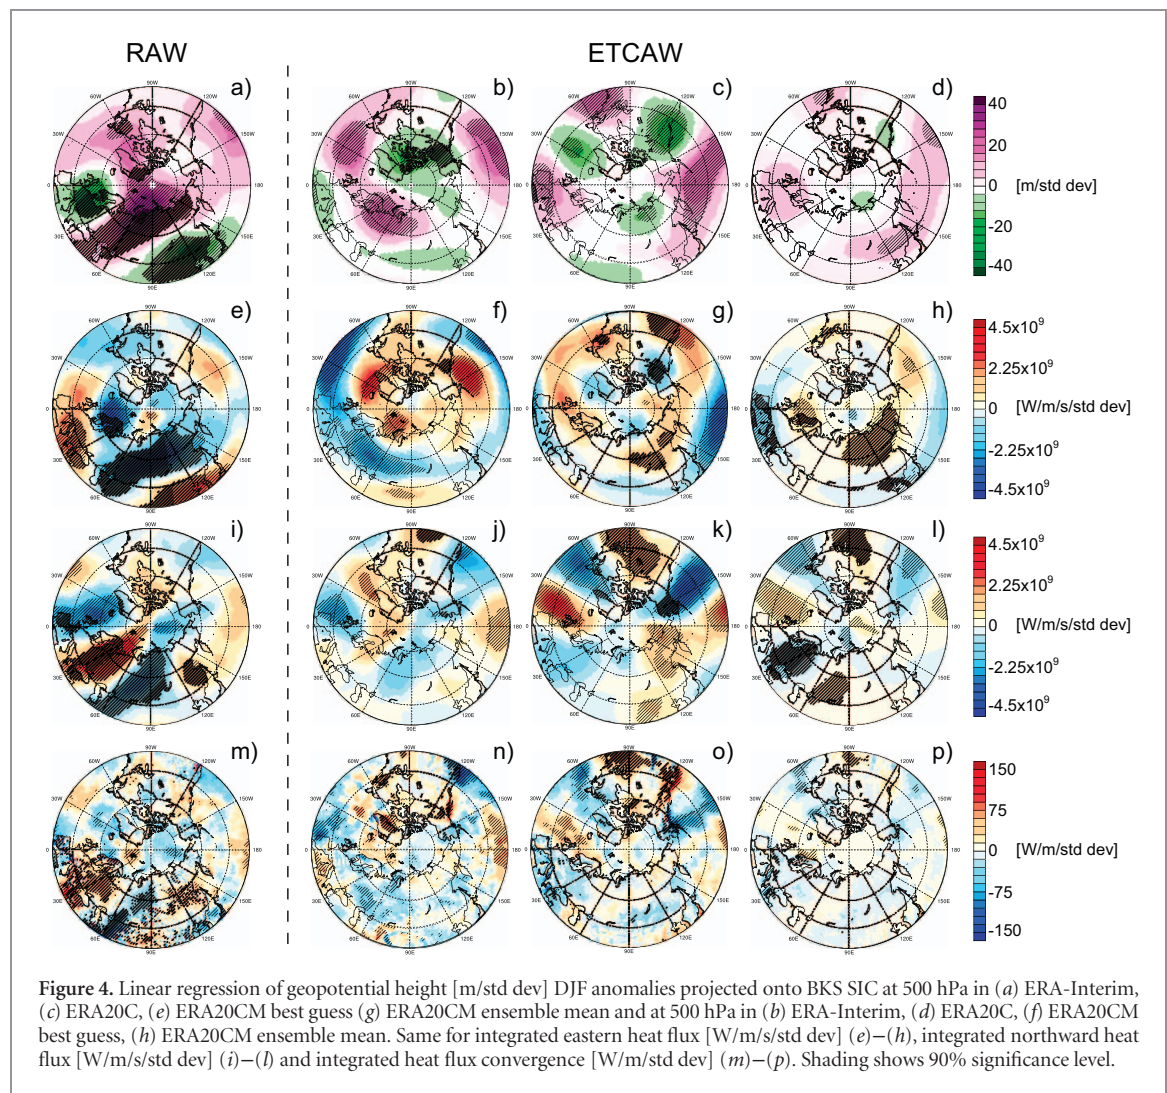 RAW
ETCAW
a)
b)
c)
d)
40
20
0
-20
-40
[m/std dev]
e)
f)
g)
h)
4.5x10⁹
2.25x10⁹
0
-2.25x10⁹
-4.5x10⁹
[W/m/s/std dev]
i)
j)
k)
l)
4.5x10⁹
2.25x10⁹
0
-2.25x10⁹
-4.5x10⁹
[W/m/s/std dev]
m)
n)
o)
p)
150
75
0
-75
-150
[W/m/std dev]
Figure 4. Linear regression of geopotential height [m/std dev] DJF anomalies projected onto BKS SIC at 500 hPa in (a) ERA-Interim,
(c) ERA20C, (e) ERA20CM best guess (g) ERA20CM ensemble mean and at 500 hPa in (b) ERA-Interim, (d) ERA20C, (f) ERA20CM
best guess, (h) ERA20CM ensemble mean. Same for integrated eastern heat flux [W/m/s/std dev] (e)–(h), integrated northward heat
flux [W/m/s/std dev] (i)–(l) and integrated heat flux convergence [W/m/std dev] (m)–(p). Shading shows 90% significance level.